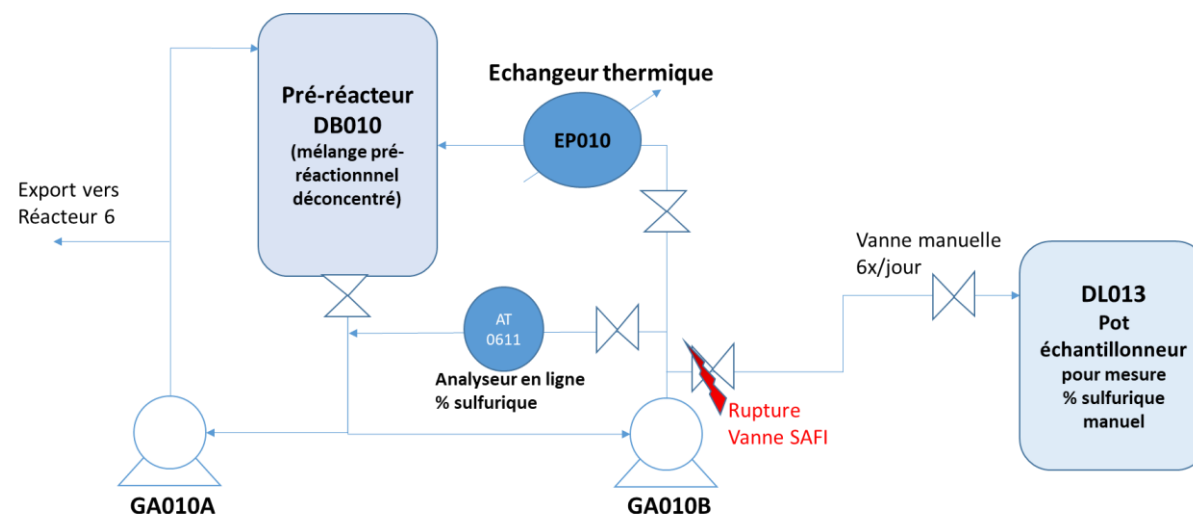 Pré-réacteur
DB010
(mélange pré-
réactionnnel
déconcentré)
Echangeur thermique
EP010
Export vers
Réacteur 6
Vanne manuelle
6x/jour
DL013
Pot
échantillonneur
pour mesure
% sulfurique
manuel
AT
0611
Analyseur en ligne
% sulfurique
Rupture
Vanne SAFI
GA010A
GA010B